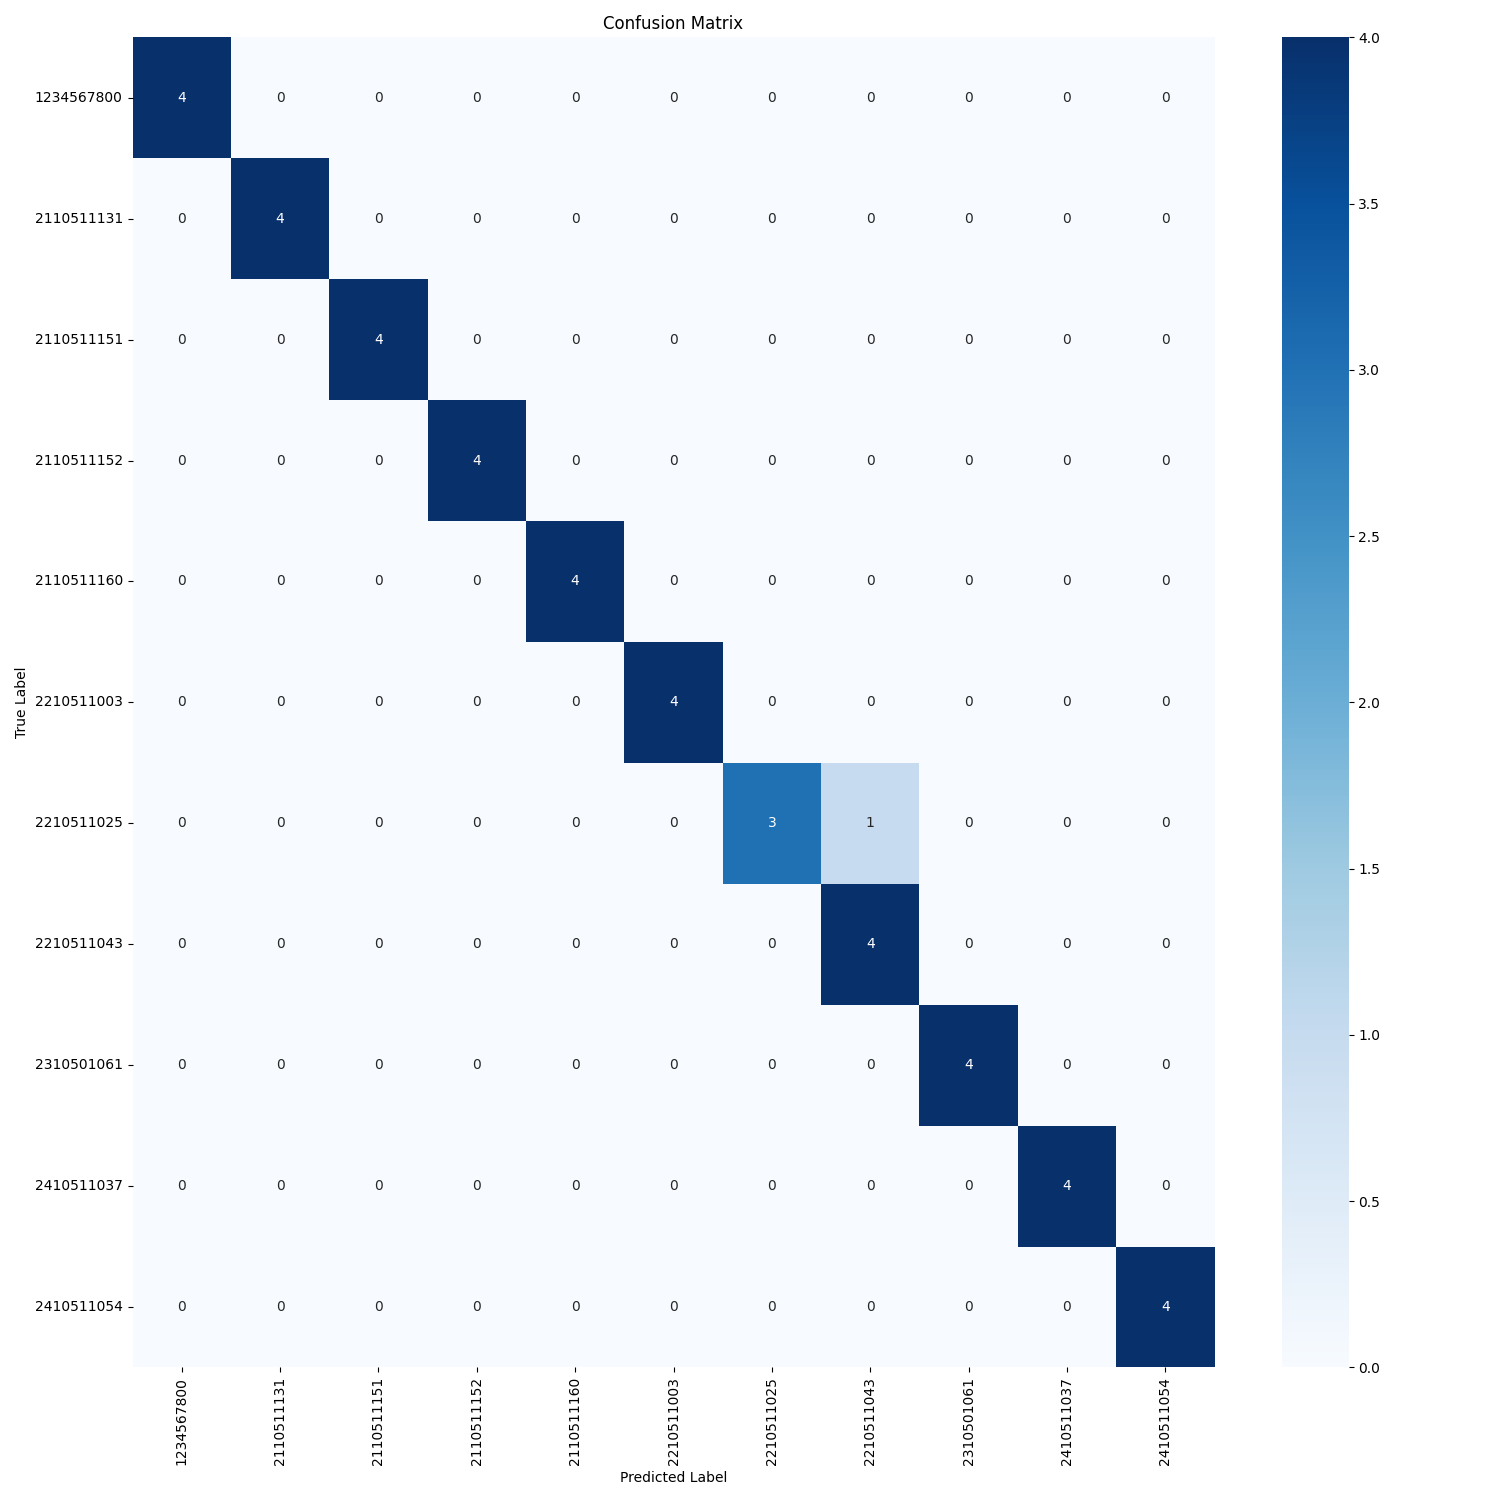 Confusion Matrix
1234567800 4 0 0 0 0 0 0 0 0 0 0
2110511131 0 4 0 0 0 0 0 0 0 0 0
2110511151 0 0 4 0 0 0 0 0 0 0 0
2110511152 0 0 0 4 0 0 0 0 0 0 0
2110511160 0 0 0 0 4 0 0 0 0 0 0
2210511003 0 0 0 0 0 4 0 0 0 0 0
2210511025 0 0 0 0 0 0 3 1 0 0 0
2210511043 0 0 0 0 0 0 0 4 0 0 0
2310501061 0 0 0 0 0 0 0 0 4 0 0
2410511037 0 0 0 0 0 0 0 0 0 4 0
2410511054 0 0 0 0 0 0 0 0 0 0 4
True Label
1234567800 2110511131 2110511151 2110511152 2110511160 2210511003 2210511025 2210511043 2310501061 2410511037 2410511054
Predicted Label
4.0
3.5
3.0
2.5
2.0
1.5
1.0
0.5
0.0